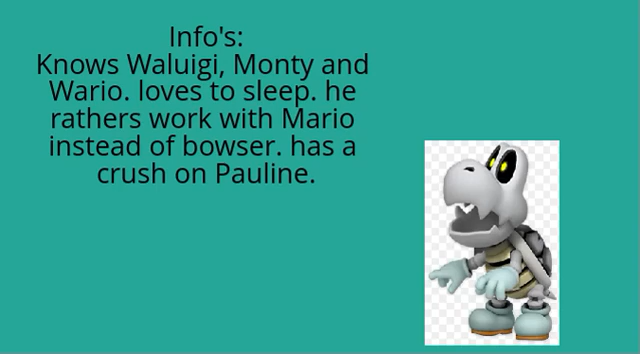 Info's:
Knows Waluigi, Monty and
Wario. loves to sleep. he
rathers work with Mario
instead of bowser. has a
crush on Pauline.